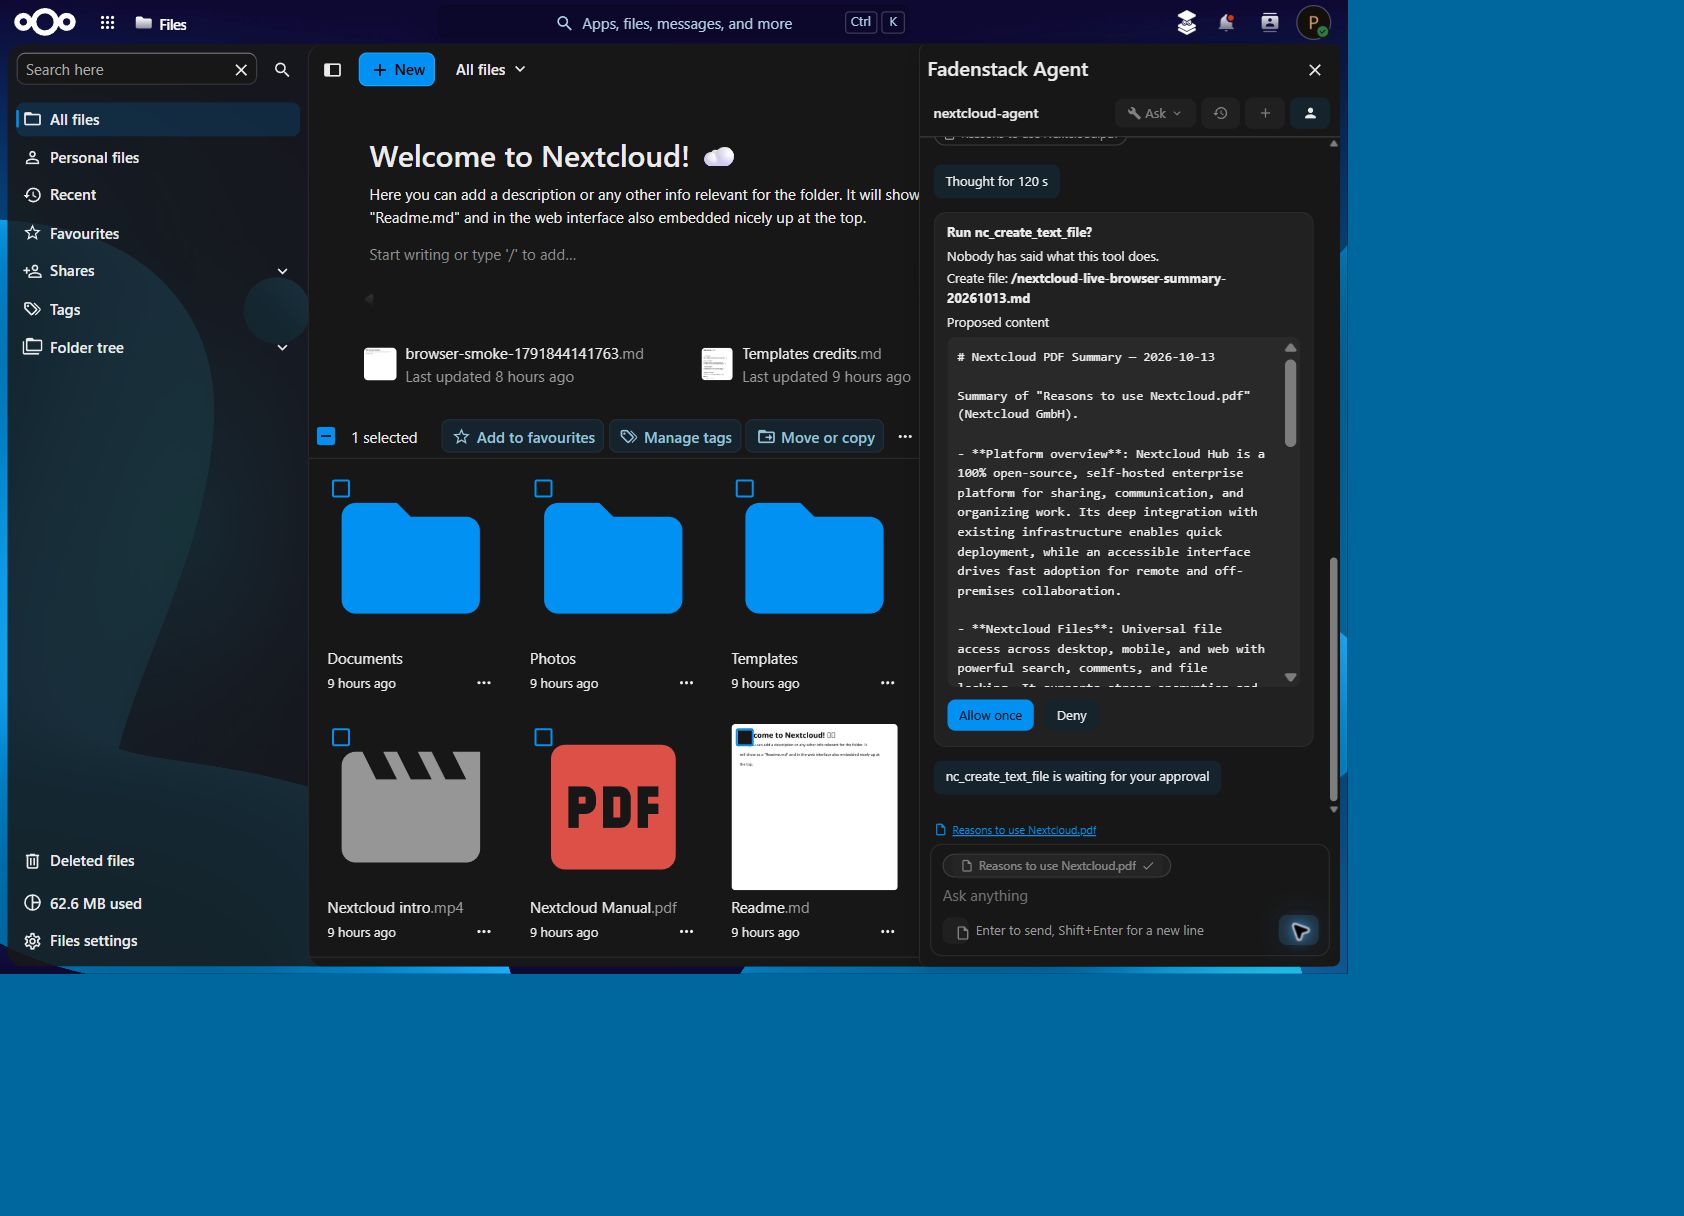 Files
Apps, files, messages, and more
Ctrl
K
P
Search here
New
All files
All files
Personal files
Recent
Favourites
Shares
Tags
Folder tree
Deleted files
62.6 MB used
Files settings
Welcome to Nextcloud!
Here you can add a description or any other info relevant for the folder. It will show
"Readme.md" and in the web interface also embedded nicely up at the top.
Start writing or type '/' to add...
browser-smoke-1791844141763.md
Last updated 8 hours ago
Templates credits.md
Last updated 9 hours ago
1 selected
Add to favourites
Manage tags
Move or copy
Documents
9 hours ago
Photos
9 hours ago
Templates
9 hours ago
PDF
come to Nextcloud!
Nextcloud intro.mp4
9 hours ago
Nextcloud Manual.pdf
9 hours ago
Readme.md
9 hours ago
Fadenstack Agent
nextcloud-agent
Ask
Thought for 120 s
Run nc_create_text_file?
Nobody has said what this tool does.
Create file: /nextcloud-live-browser-summary-
20261013.md
Proposed content
# Nextcloud PDF Summary — 2026-10-13
Summary of "Reasons to use Nextcloud.pdf"
(Nextcloud GmbH).
- **Platform overview**: Nextcloud Hub is a
100% open-source, self-hosted enterprise
platform for sharing, communication, and
organizing work. Its deep integration with
existing infrastructure enables quick
deployment, while an accessible interface
drives fast adoption for remote and off-
premises collaboration.
- **Nextcloud Files**: Universal file
access across desktop, mobile, and web with
powerful search, comments, and file
Allow once
Deny
nc_create_text_file is waiting for your approval
Reasons to use Nextcloud.pdf
Reasons to use Nextcloud.pdf
Ask anything
Enter to send, Shift+Enter for a new line